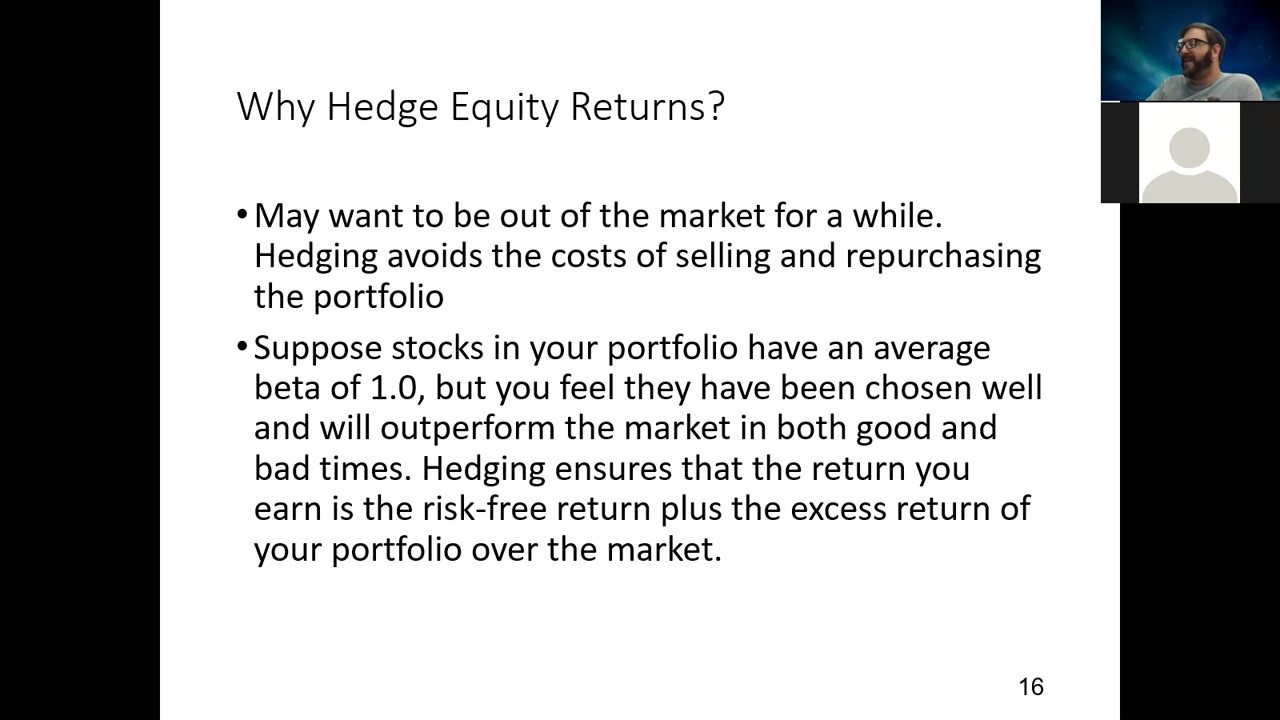 Why Hedge Equity Returns?
•May want to be out of the market for a while.
Hedging avoids the costs of selling and repurchasing
the portfolio
•Suppose stocks in your portfolio have an average
beta of 1.0, but you feel they have been chosen well
and will outperform the market in both good and
bad times. Hedging ensures that the return you
earn is the risk-free return plus the excess return of
your portfolio over the market.
16